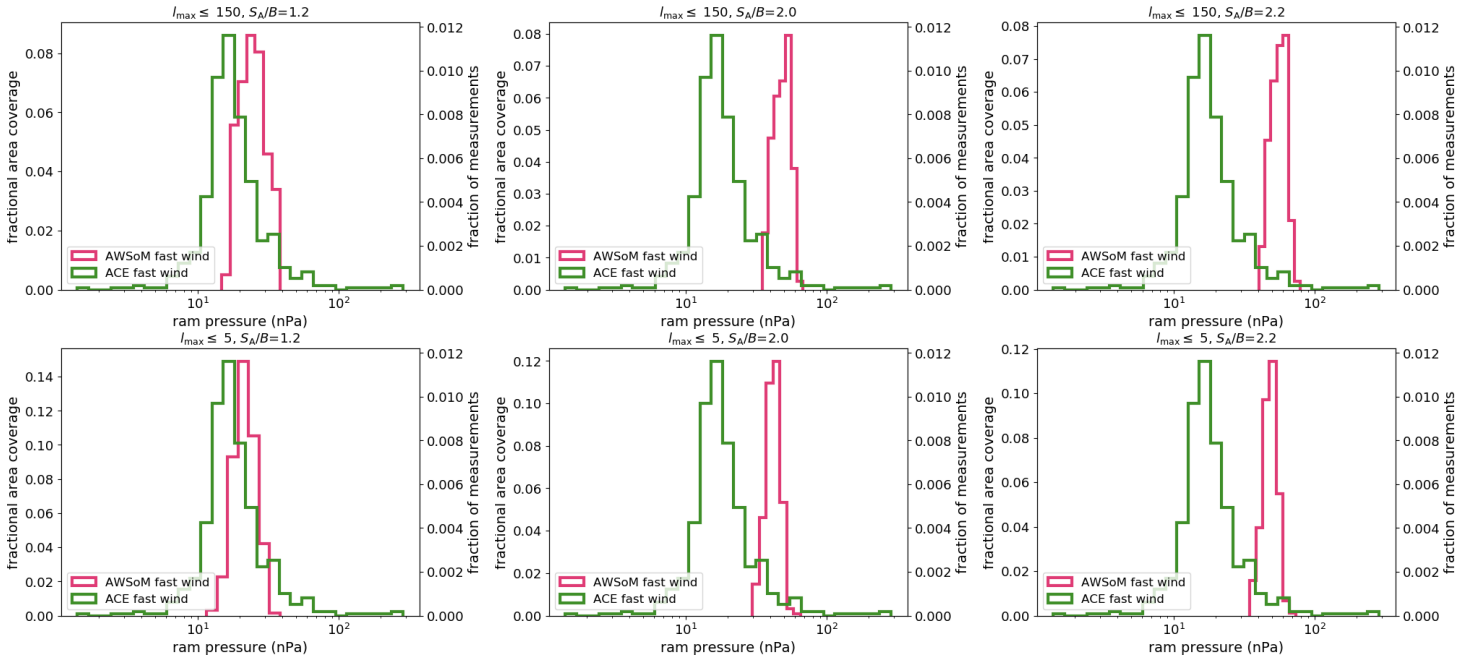 l_max ≤ 150, S_A/B=1.2
fractional area coverage
0.08
0.06
0.04
0.02
0.00
AWSoM fast wind
ACE fast wind
0.012
0.010
0.008
0.006
0.004
0.002
0.000
fraction of measurements
10^1
10^2
ram pressure (nPa)
l_max ≤ 150, S_A/B=2.0
fractional area coverage
0.08
0.07
0.06
0.05
0.04
0.03
0.02
0.01
0.00
AWSoM fast wind
ACE fast wind
0.012
0.010
0.008
0.006
0.004
0.002
0.000
fraction of measurements
10^1
10^2
ram pressure (nPa)
l_max ≤ 150, S_A/B=2.2
fractional area coverage
0.08
0.07
0.06
0.05
0.04
0.03
0.02
0.01
0.00
AWSoM fast wind
ACE fast wind
0.012
0.010
0.008
0.006
0.004
0.002
0.000
fraction of measurements
10^1
10^2
ram pressure (nPa)
l_max ≤ 5, S_A/B=1.2
fractional area coverage
0.14
0.12
0.10
0.08
0.06
0.04
0.02
0.00
AWSoM fast wind
ACE fast wind
0.012
0.010
0.008
0.006
0.004
0.002
0.000
fraction of measurements
10^1
10^2
ram pressure (nPa)
l_max ≤ 5, S_A/B=2.0
fractional area coverage
0.12
0.10
0.08
0.06
0.04
0.02
0.00
AWSoM fast wind
ACE fast wind
0.012
0.010
0.008
0.006
0.004
0.002
0.000
fraction of measurements
10^1
10^2
ram pressure (nPa)
l_max ≤ 5, S_A/B=2.2
fractional area coverage
0.12
0.10
0.08
0.06
0.04
0.02
0.00
AWSoM fast wind
ACE fast wind
0.012
0.010
0.008
0.006
0.004
0.002
0.000
fraction of measurements
10^1
10^2
ram pressure (nPa)